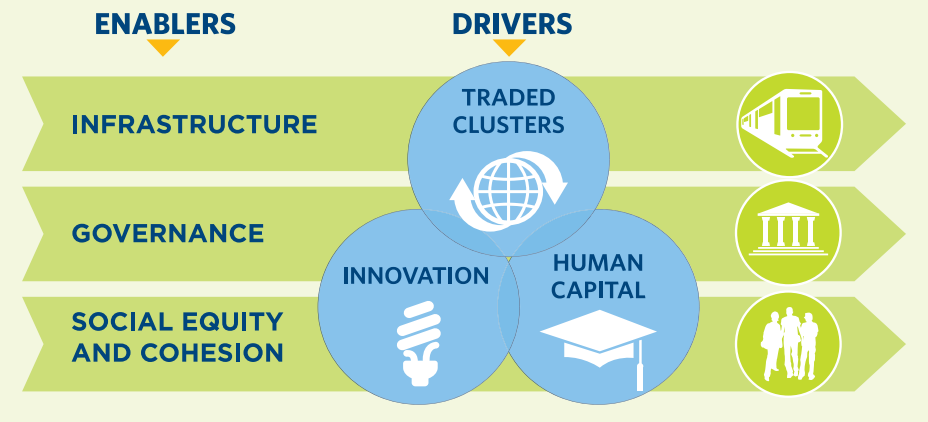 ENABLERS
DRIVERS
INFRASTRUCTURE
TRADED
CLUSTERS
GOVERNANCE
INNOVATION
HUMAN
CAPITAL
SOCIAL EQUITY
AND COHESION